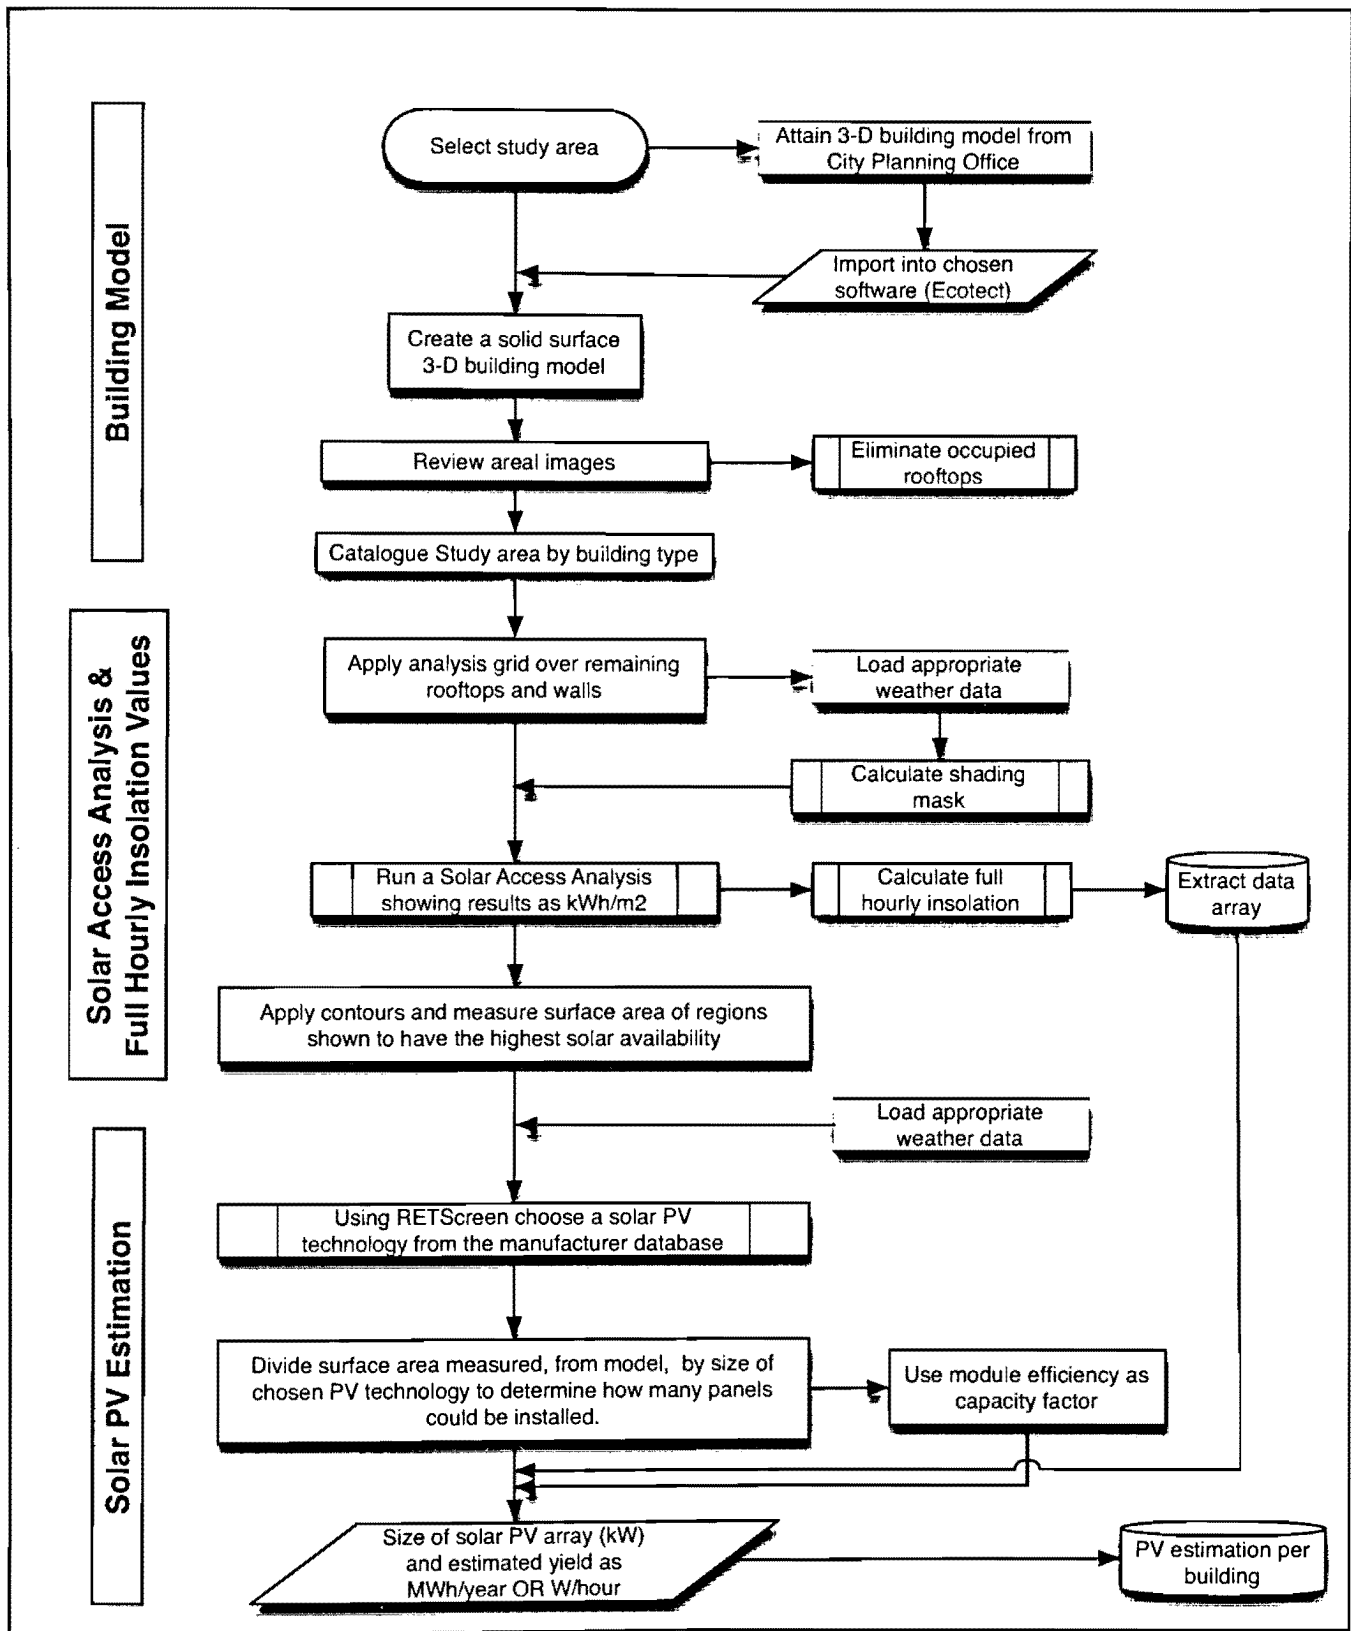 Building Model
Select study area
Attain 3-D building model from
City Planning Office
Import into chosen
software (Ecotect)
Create a solid surface
3-D building model
Review areal images
Eliminate occupied
rooftops
Catalogue Study area by building type
Solar Access Analysis &
Full Hourly Insolation Values
Apply analysis grid over remaining
rooftops and walls
Load appropriate
weather data
Calculate shading
mask
Run a Solar Access Analysis
showing results as kWh/m2
Calculate full
hourly insolation
Extract data
array
Apply contours and measure surface area of regions
shown to have the highest solar availability
Solar PV Estimation
Load appropriate
weather data
Using RETScreen choose a solar PV
technology from the manufacturer database
Divide surface area measured, from model, by size of
chosen PV technology to determine how many panels
could be installed.
Use module efficiency as
capacity factor
Size of solar PV array (kW)
and estimated yield as
MWh/year OR W/hour
PV estimation per
building